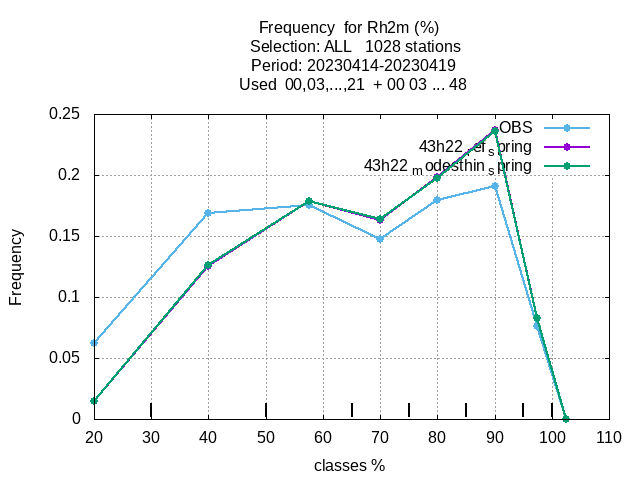 Frequency for Rh2m (%)
Selection: ALL 1028 stations
Period: 20230414-20230419
Used 00,03,...,21 + 00 03 ... 48
0.25
0.2
0.15
0.1
0.05
0
Frequency
OBS
43h22_ref_spring
43h22_modesthin_spring
20 30 40 50 60 70 80 90 100 110
classes %